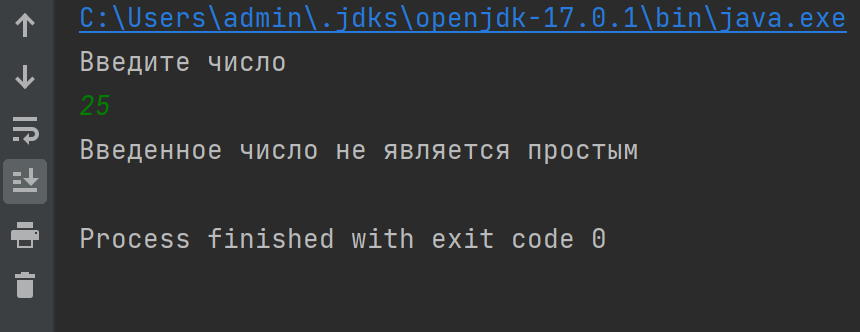 C:\Users\admin\.jdks\openjdk-17.0.1\bin\java.exe
Введите число
25
Введенное число не является простым
Process finished with exit code 0